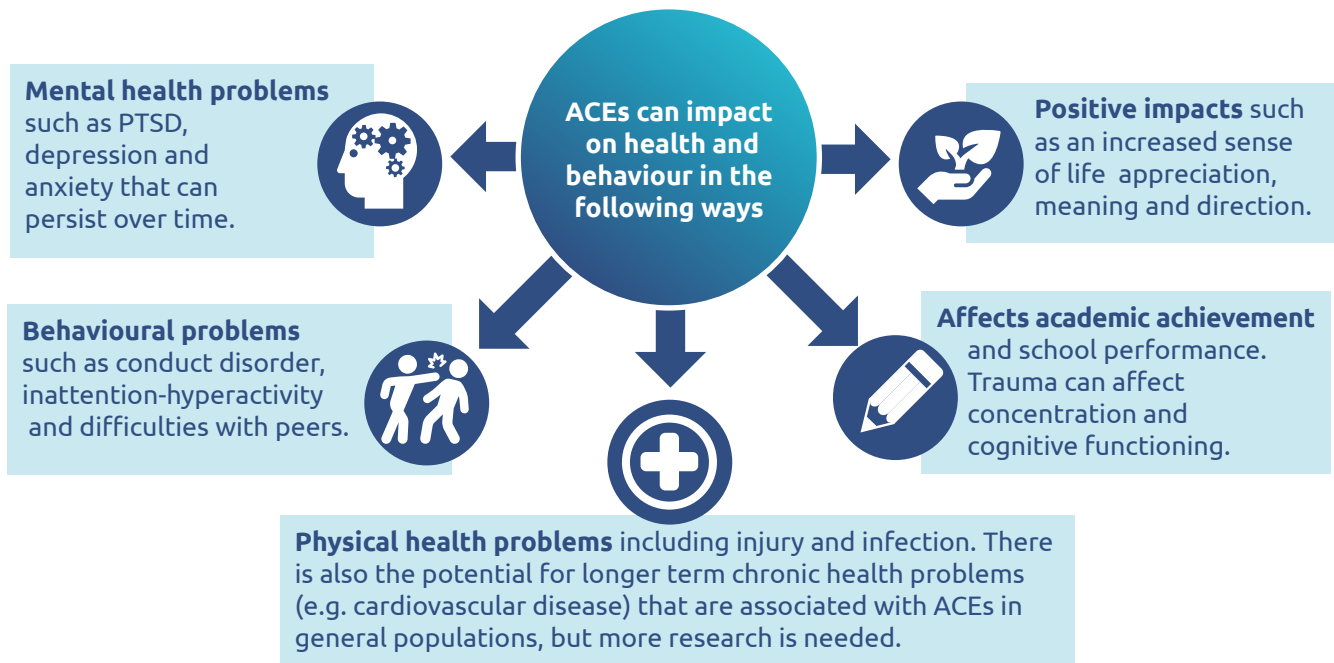 ACEs can impact
on health and
behaviour in the
following ways
Mental health problems
such as PTSD,
depression and
anxiety that can
persist over time.
Positive impacts such
as an increased sense
of life appreciation,
meaning and direction.
Behavioural problems
such as conduct disorder,
inattention-hyperactivity
and difficulties with peers.
Affects academic achievement
and school performance.
Trauma can affect
concentration and
cognitive functioning.
Physical health problems including injury and infection. There
is also the potential for longer term chronic health problems
(e.g. cardiovascular disease) that are associated with ACEs in
general populations, but more research is needed.